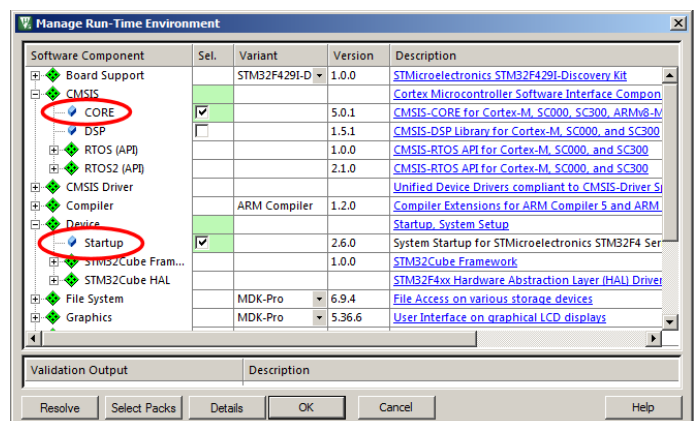 Manage Run-Time Environment
Software Component Sel. Variant Version Description
Board Support STM32F429I-D 1.0.0 STMicroelectronics STM32F429I-Discovery Kit
CMSIS Cortex Microcontroller Software Interface Compon
CORE 5.0.1 CMSIS-CORE for Cortex-M, SC000, SC300, ARMv8-M
DSP 1.5.1 CMSIS-DSP Library for Cortex-M, SC000, and SC300
RTOS (API) 1.0.0 CMSIS-RTOS API for Cortex-M, SC000, and SC300
RTOS2 (API) 2.1.0 CMSIS-RTOS API for Cortex-M, SC000, and SC300
CMSIS Driver Unified Device Drivers compliant to CMSIS-Driver Sp
Compiler ARM Compiler 1.2.0 Compiler Extensions for ARM Compiler 5 and ARM
Device Startup, System Setup
Startup 2.6.0 System Startup for STMicroelectronics STM32F4 Ser
STM32Cube Fram... 1.0.0 STM32Cube Framework
STM32Cube HAL STM32F4xx Hardware Abstraction Layer (HAL) Driver
File System MDK-Pro 6.9.4 File Access on various storage devices
Graphics MDK-Pro 5.36.6 User Interface on graphical LCD displays
Validation Output Description
Resolve Select Packs Details OK Cancel Help